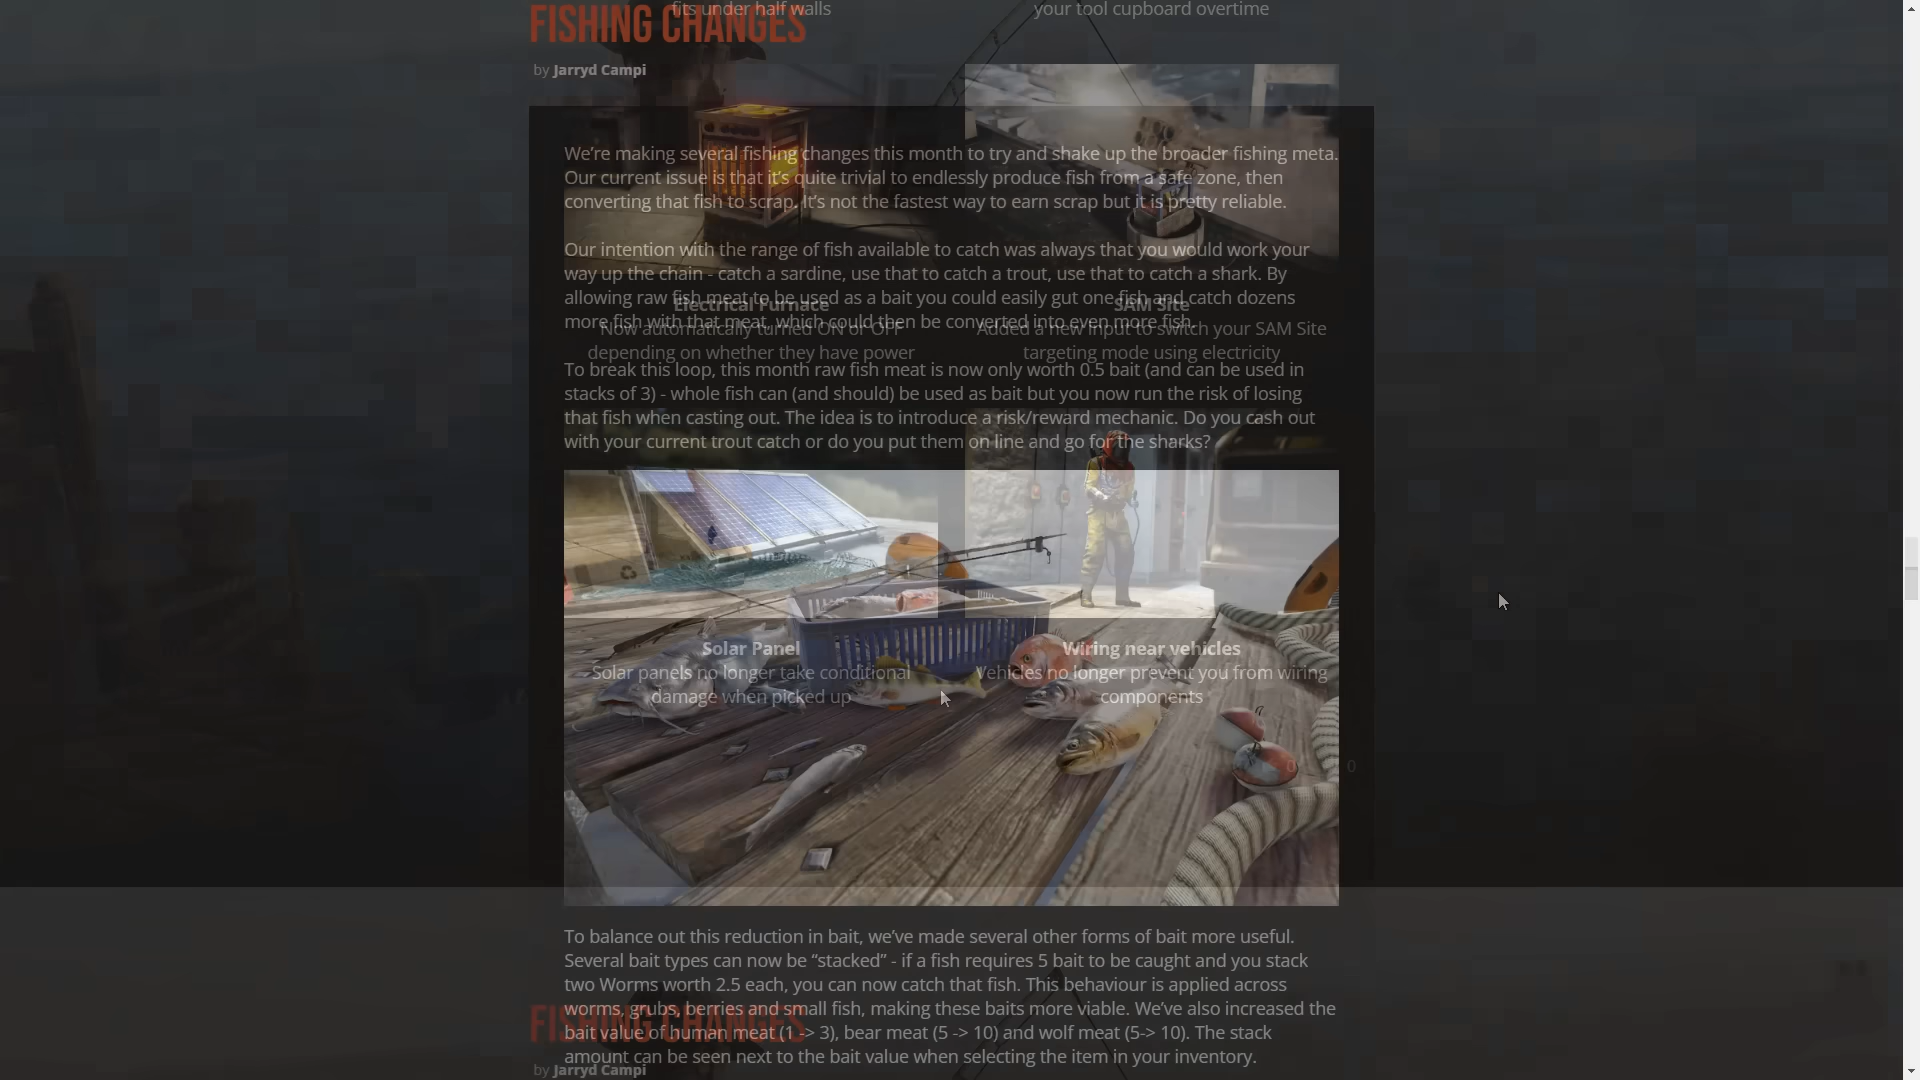 fits under half walls
your tool cupboard overtime
FISHING CHANGES
by Jarryd Campi
We're making several fishing changes this month to try and shake up the broader fishing meta.
Our current issue is that it's quite trivial to endlessly produce fish from a safe zone, then
converting that fish to scrap. It's not the fastest way to earn scrap but it is pretty reliable.
Our intention with the range of fish available to catch was always that you would work your
way up the chain - catch a sardine, use that to catch a trout, use that to catch a shark. By
allowing raw fish meat to be used as a bait you could easily gut one fish and catch dozens
more fish with that meat, which could then be converted into even more fish.
Electrical Furnace
Now automatically turned ON or OFF
depending on whether they have power
SAM Site
Added a new input to switch your SAM Site
targeting mode using electricity
To break this loop, this month raw fish meat is now only worth 0.5 bait (and can be used in
stacks of 3) - whole fish can (and should) be used as bait but you now run the risk of losing
that fish when casting out. The idea is to introduce a risk/reward mechanic. Do you cash out
with your current trout catch or do you put them on line and go for the sharks?
Solar Panel
Solar panels no longer take conditional
damage when picked up
Wiring near vehicles
Vehicles no longer prevent you from wiring
components
0
0
To balance out this reduction in bait, we've made several other forms of bait more useful.
Several bait types can now be “stacked” - if a fish requires 5 bait to be caught and you stack
two Worms worth 2.5 each, you can now catch that fish. This behaviour is applied across
worms, grubs, berries and small fish, making these baits more viable. We've also increased the
bait value of human meat (1 -> 3), bear meat (5 -> 10) and wolf meat (5-> 10). The stack
amount can be seen next to the bait value when selecting the item in your inventory.
FISHING CHANGES
by Jarryd Campi